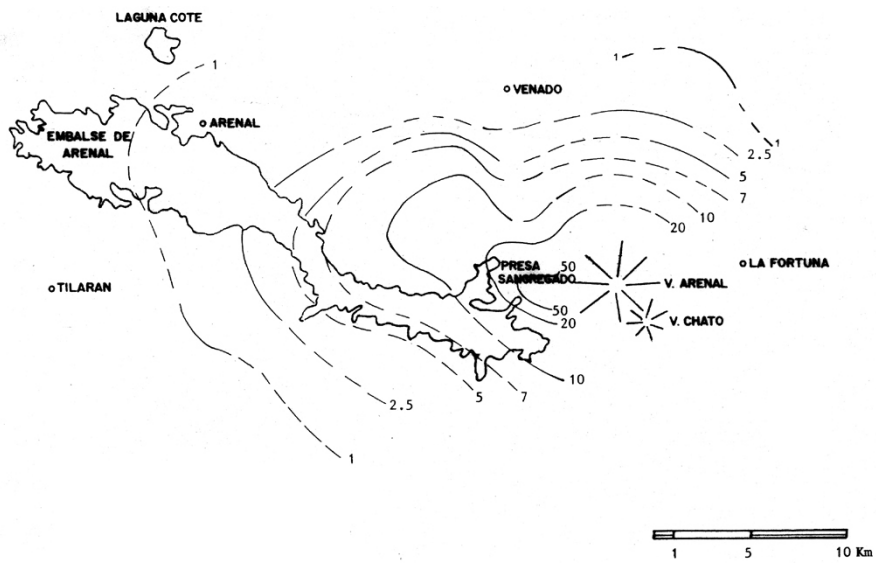 LAGUNA COTE
1
1
VENADO
ARENAL
EMBALSE DE
ARENAL
1
2.5
5
7
10
20
LA FORTUNA
PRESA
SANGREGADO
50
V. ARENAL
TILARAN
50
20
V. CHATO
10
7
5
2.5
1
1 5 10 Km